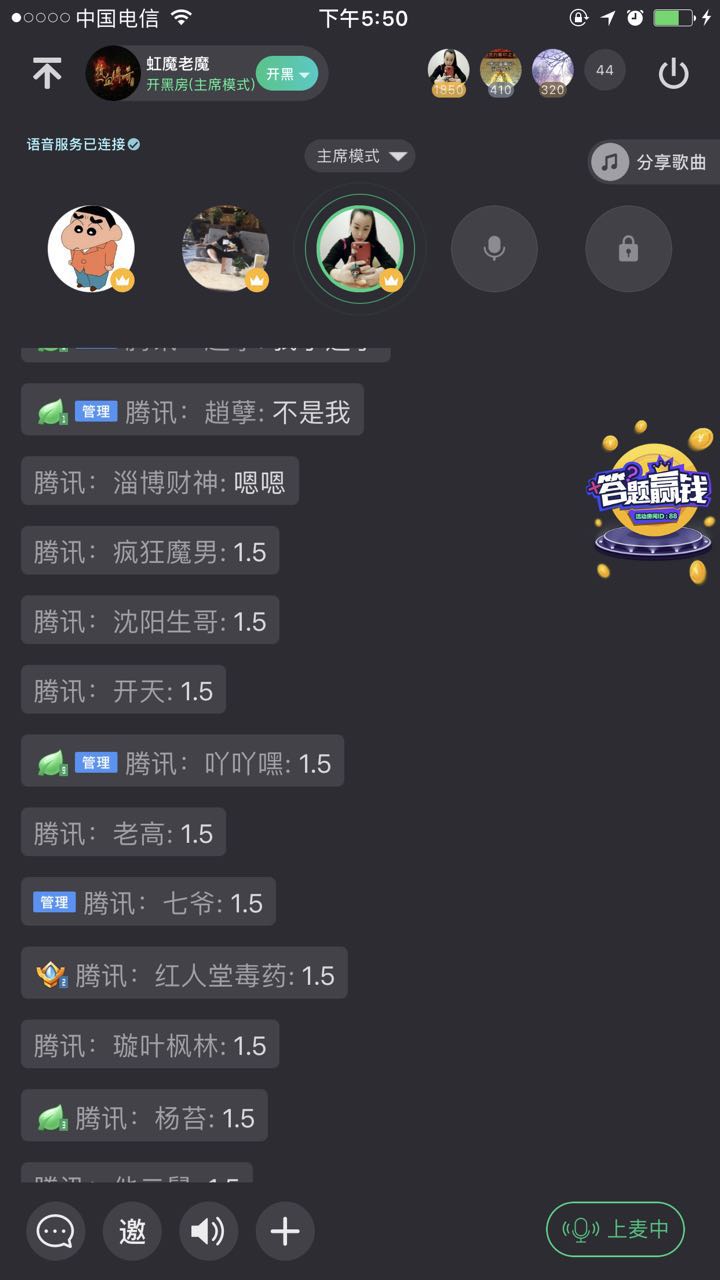 中国电信 下午5:50
虹魔老魔
开黑房(主席模式)
开黑
1850 410 320 44
语音服务已连接
主席模式
分享歌曲
管理 腾讯： 趙孽: 不是我
腾讯： 淄博财神: 嗯嗯
答题赢钱
活动房间ID：88
腾讯： 疯狂魔男: 1.5
腾讯： 沈阳生哥: 1.5
腾讯： 开天: 1.5
管理 腾讯： 吖吖嘿: 1.5
腾讯： 老高: 1.5
管理 腾讯： 七爷: 1.5
腾讯： 红人堂毒药: 1.5
腾讯： 璇叶枫林: 1.5
腾讯： 杨苔: 1.5
邀
上麦中